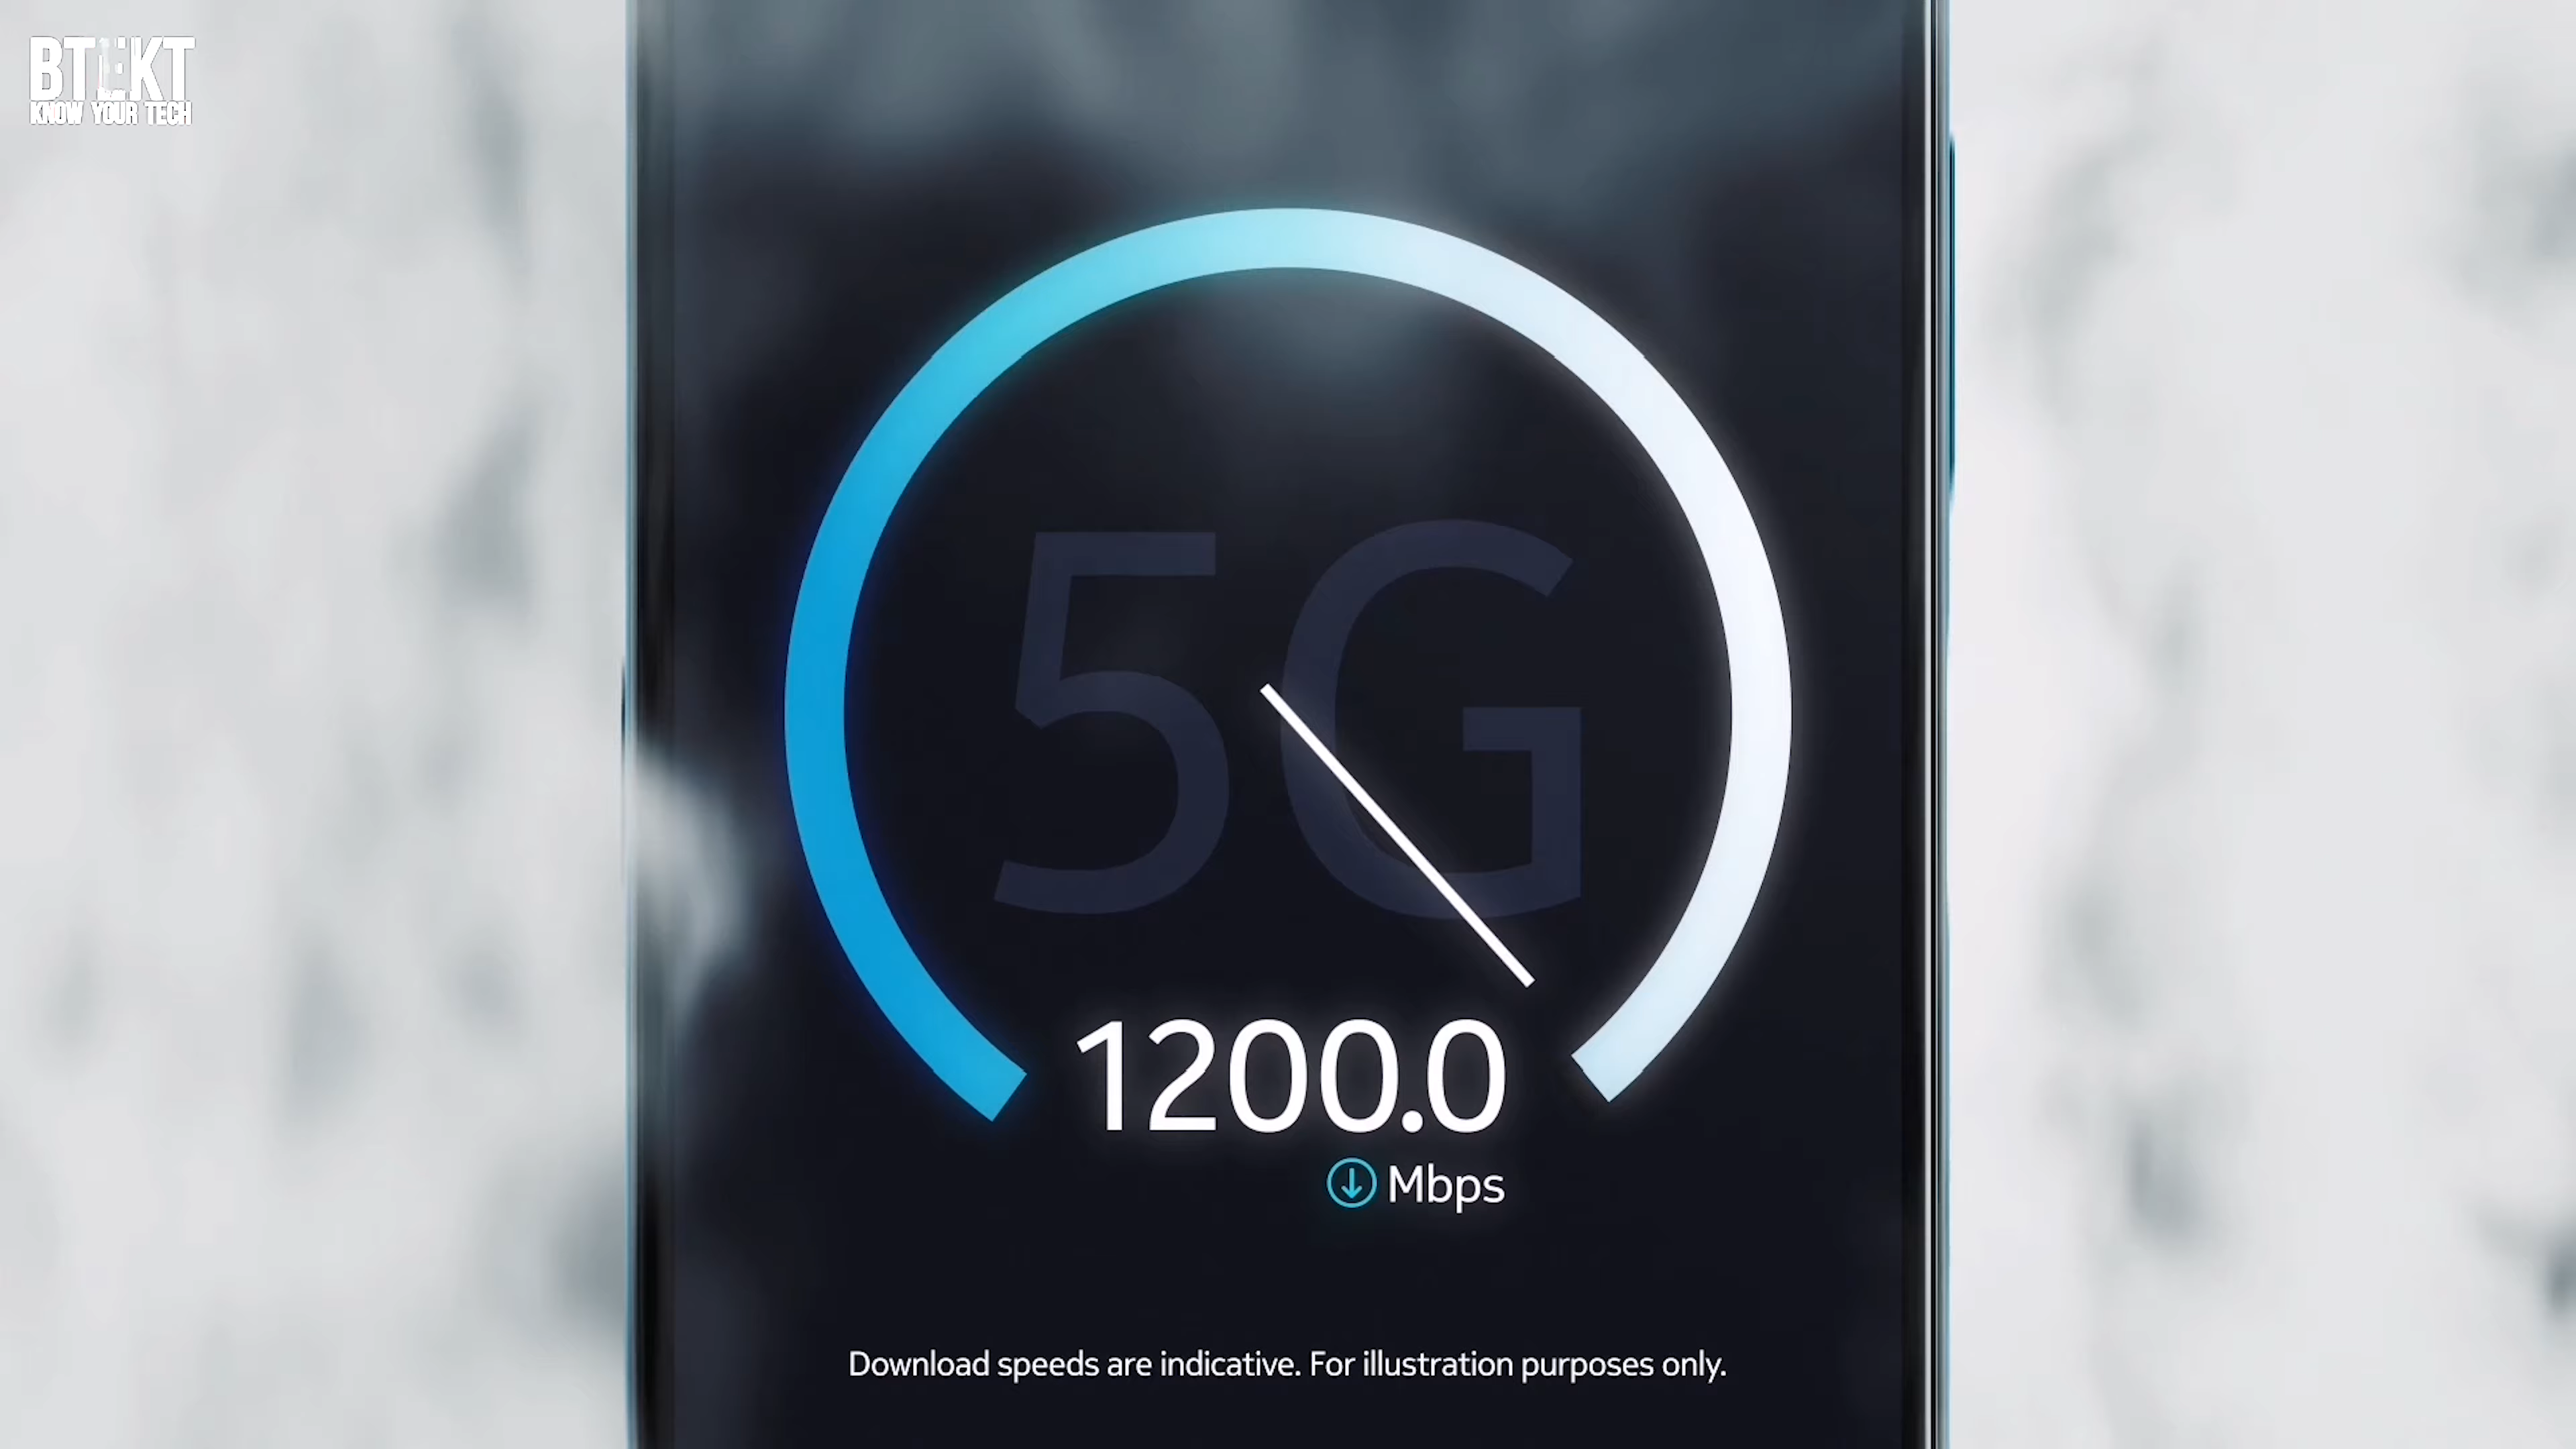 BTEKT
KNOW YOUR TECH
5G
1200.0
Mbps
Download speeds are indicative. For illustration purposes only.